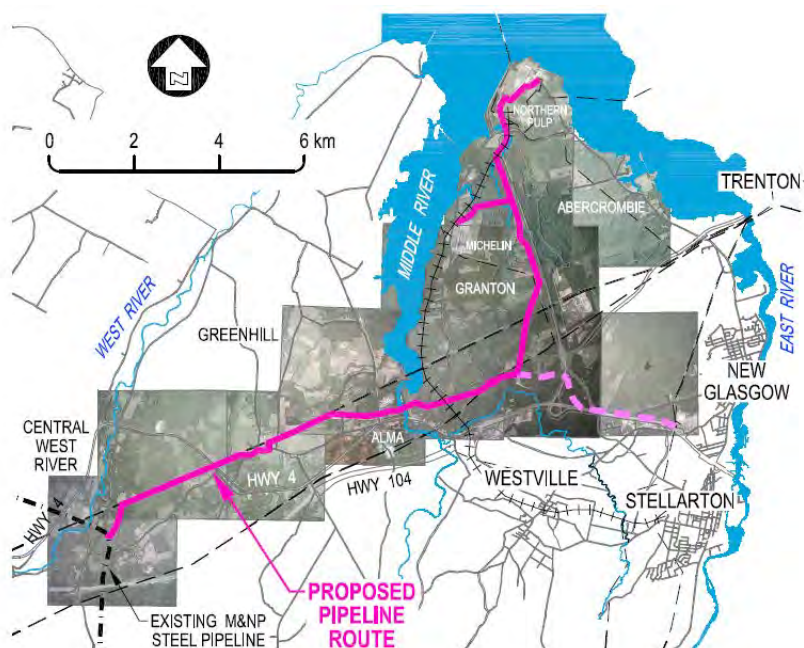 N
0 2 4 6 km
NORTHERN
PULP
TRENTON
ABERCROMBIE
MIDDLE RIVER
MICHELIN
GRANTON
WEST RIVER
GREENHILL
EAST RIVER
NEW
GLASGOW
CENTRAL
WEST
RIVER
ALMA
HWY 4
HWY 104
WESTVILLE
STELLARTON
HWY 4
PROPOSED
PIPELINE
ROUTE
EXISTING M&NP
STEEL PIPELINE